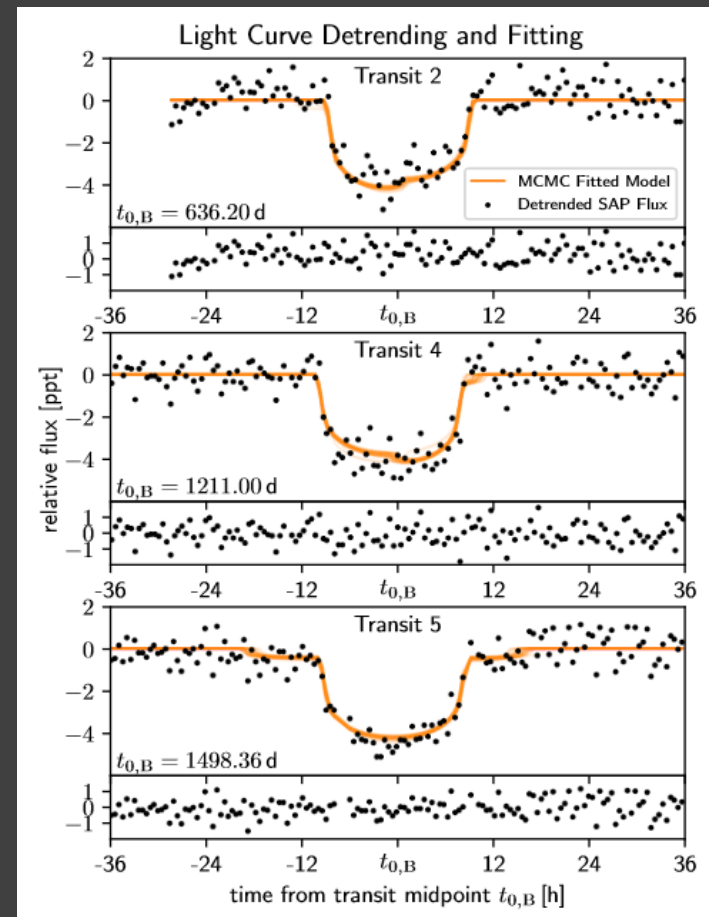 Light Curve Detrending and Fitting
Transit 2
2
0
−2
−4
MCMC Fitted Model
Detrended SAP Flux
t0,B = 636.20 d
1
0
−1
-36 -24 -12 t0,B 12 24 36
Transit 4
2
0
−2
−4
relative flux [ppt]
t0,B = 1211.00 d
1
0
−1
-36 -24 -12 t0,B 12 24 36
Transit 5
2
0
−2
−4
t0,B = 1498.36 d
1
0
−1
-36 -24 -12 t0,B 12 24 36
time from transit midpoint t0,B [h]